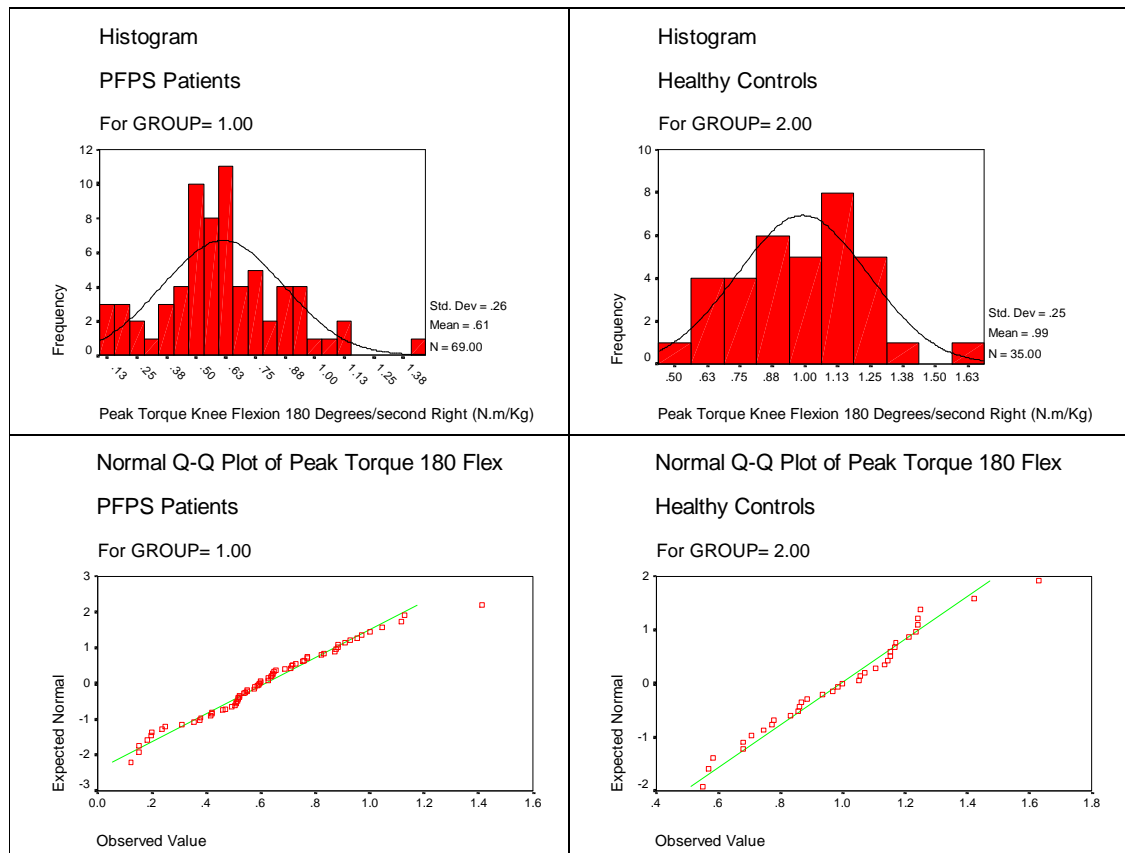 Histogram
PFPS Patients
For GROUP= 1.00
12
10
8
6
4
2
0
Frequency
.13 .25 .38 .50 .63 .75 .88 1.00 1.13 1.25 1.38
Std. Dev = .26
Mean = .61
N = 69.00
Peak Torque Knee Flexion 180 Degrees/second Right (N.m/Kg)
Histogram
Healthy Controls
For GROUP= 2.00
10
8
6
4
2
0
Frequency
.50 .63 .75 .88 1.00 1.13 1.25 1.38 1.50 1.63
Std. Dev = .25
Mean = .99
N = 35.00
Peak Torque Knee Flexion 180 Degrees/second Right (N.m/Kg)
Normal Q-Q Plot of Peak Torque 180 Flex
PFPS Patients
For GROUP= 1.00
3
2
1
0
-1
-2
-3
Expected Normal
0.0 .2 .4 .6 .8 1.0 1.2 1.4 1.6
Observed Value
Normal Q-Q Plot of Peak Torque 180 Flex
Healthy Controls
For GROUP= 2.00
2
1
0
-1
-2
Expected Normal
.4 .6 .8 1.0 1.2 1.4 1.6 1.8
Observed Value